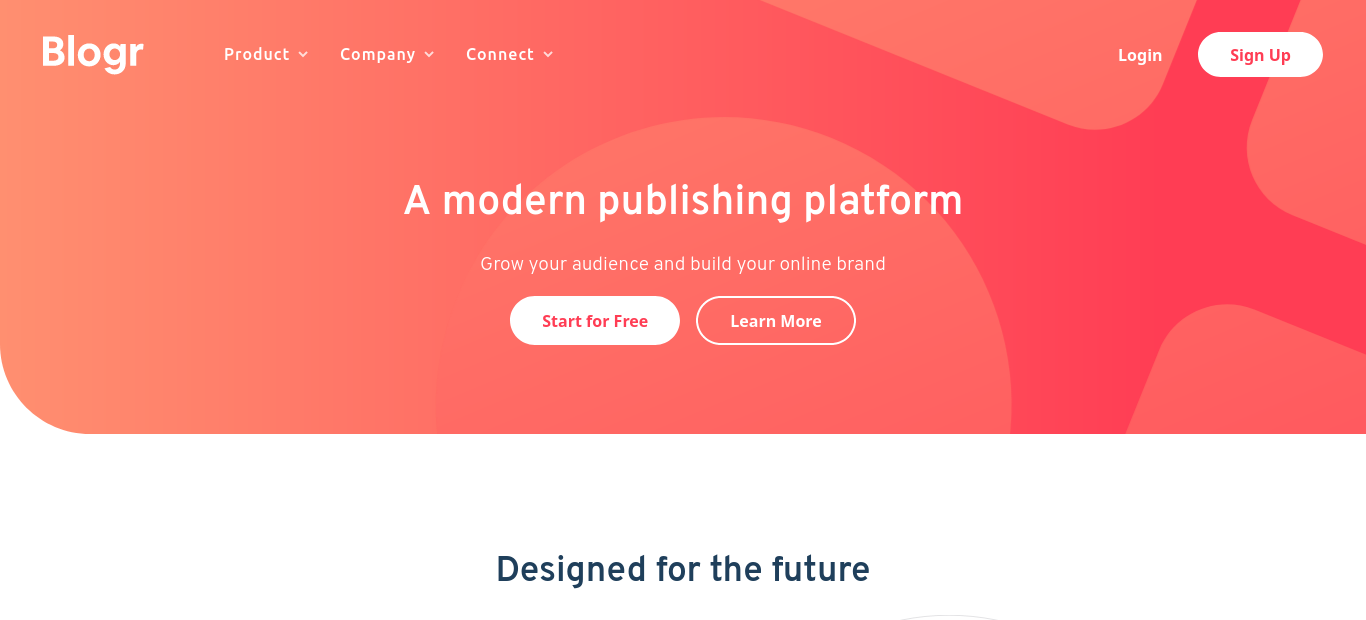 Blogr Product Company Connect Login Sign Up
A modern publishing platform
Grow your audience and build your online brand
Start for Free Learn More
Designed for the future